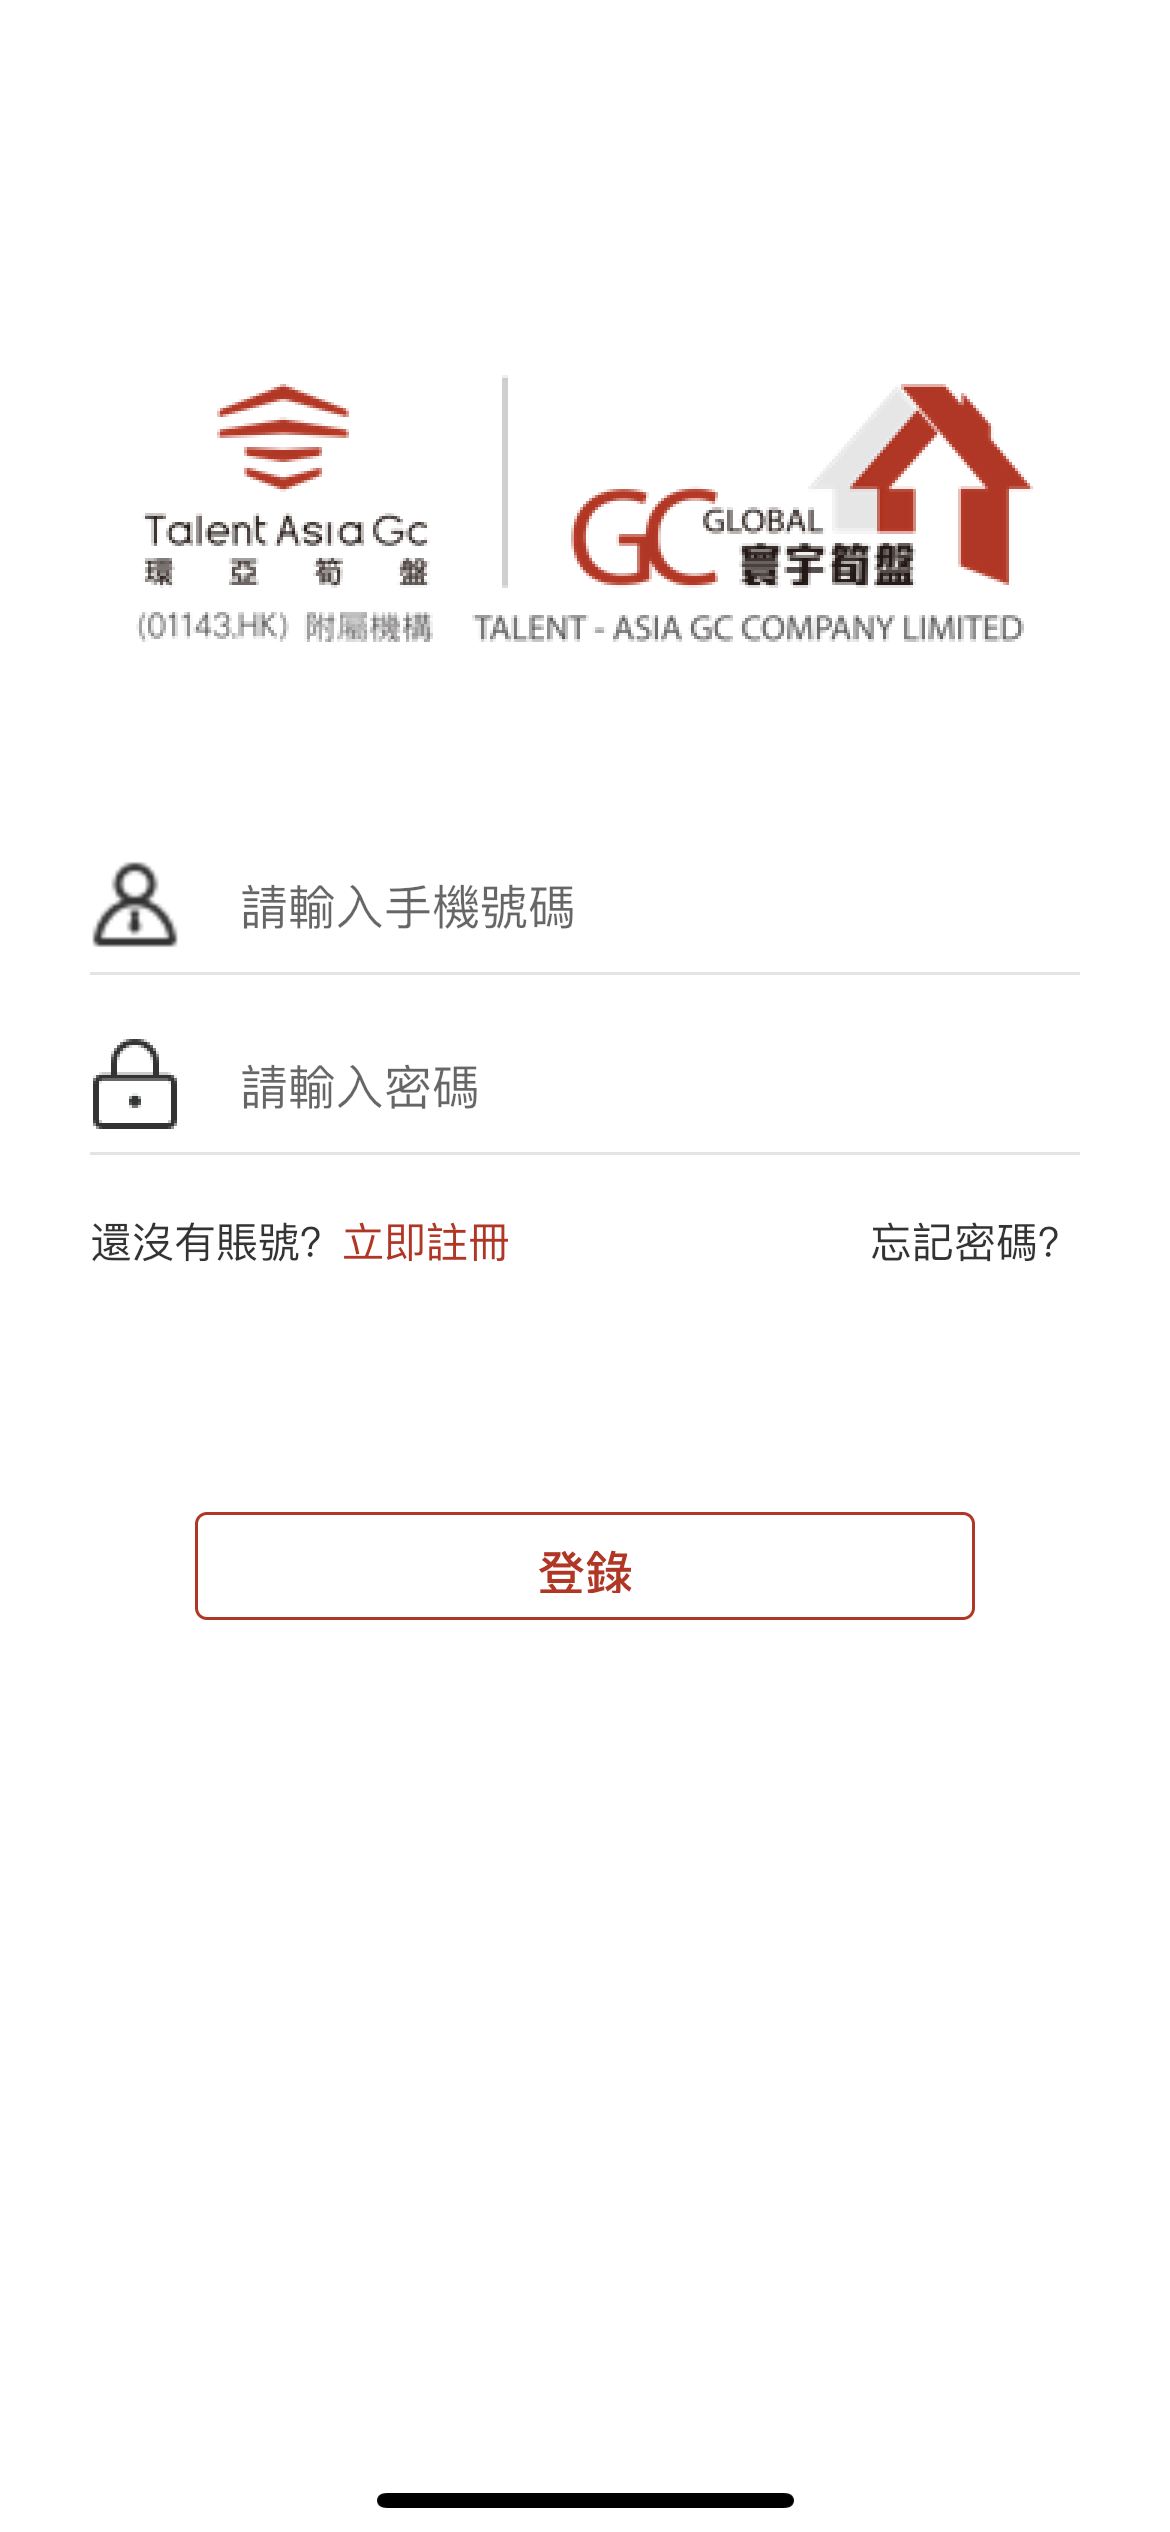 Talent Asia Gc
環亞筍盤
(01143.HK) 附屬機構
GC GLOBAL
寰宇筍盤
TALENT - ASIA GC COMPANY LIMITED
請輸入手機號碼
請輸入密碼
還沒有賬號? 立即註冊 忘記密碼?
登錄